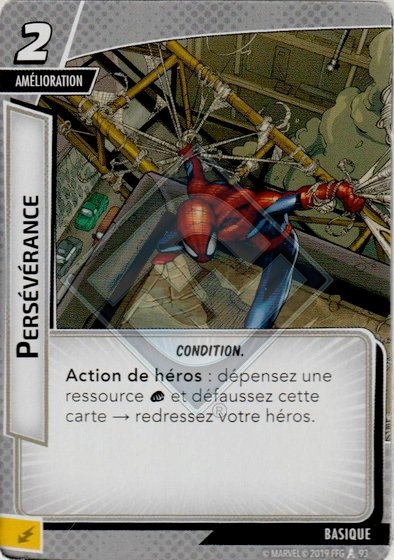 2
AMÉLIORATION
PERSÉVÉRANCE
CONDITION.
Action de héros : dépensez une
ressource et défaussez cette
carte → redressez votre héros.
®
BASIQUE
© MARVEL © 2019 FFG 93